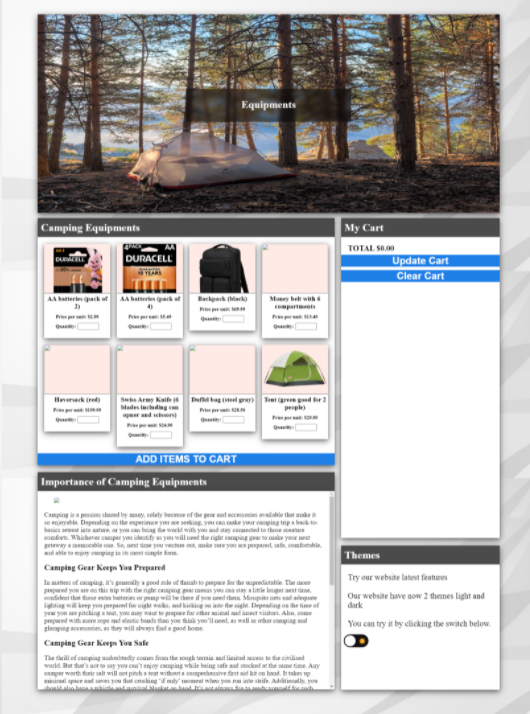 Equipments
Camping Equipments
My Cart
TOTAL $0.00
Update Cart
Clear Cart
DURACELL
4PACK AA
DURACELL
10 YEARS
AA batteries (pack of
2)
Price per unit: $2.99
Quantity:
AA batteries (pack of
4)
Price per unit: $5.49
Quantity:
Backpack (black)
Price per unit: $69.99
Quantity:
Money belt with 6
compartments
Price per unit: $13.45
Quantity:
Haversack (red)
Price per unit: $100.00
Quantity:
Swiss Army Knife (6
blades including can
opner and scissors)
Price per unit: $24.99
Quantity:
Duffel bag (steel gray)
Price per unit: $28.50
Quantity:
Tent (green good for 2
people)
Price per unit: $29.99
Quantity:
ADD ITEMS TO CART
Importance of Camping Equipments
Camping is a passion shared by many, solely because of the gear and accessories available that make it
so enjoyable. Depending on the experience you are seeking, you can make your camping trip a back-to-
basics retreat into nature, or you can bring the world with you and stay connected to those creature
comforts. Whichever camper you identify as you will need the right camping gear to make your next
getaway a memorable one. So, next time you venture out, make sure you are prepared, safe, comfortable,
and able to enjoy camping in its most simple form.
Camping Gear Keeps You Prepared
In matters of camping, it's generally a good rule of thumb to prepare for the unpredictable. The more
prepared you are on this trip with the right camping gear means you can stay a little longer next time,
confident that those extra batteries or pump will be there if you need them. Mosquito nets and adequate
lighting will keep you prepared for night walks, and kicking on into the night. Depending on the time of
year you are pitching a tent, you may want to prepare for other animal and insect visitors. Also, come
prepared with more rope and elastic bands than you think you'll need, as well as other camping and
glamping accessories, as they will always find a good home.
Camping Gear Keeps You Safe
The thrill of camping undoubtedly comes from the rough terrain and limited access to the civilised
world. But that's not to say you can't enjoy camping while being safe and stocked at the same time. Any
camper worth their salt will not pitch a tent without a comprehensive first aid kit on hand. It takes up
minimal space and saves you that crushing 'if only' moment when you run into strife. Additionally, you
should also have a whistle and survival blanket on hand. It's not always fun to ready yourself for such
Themes
Try our website latest features
Our website have now 2 themes light and
dark
You can try it by clicking the switch below.